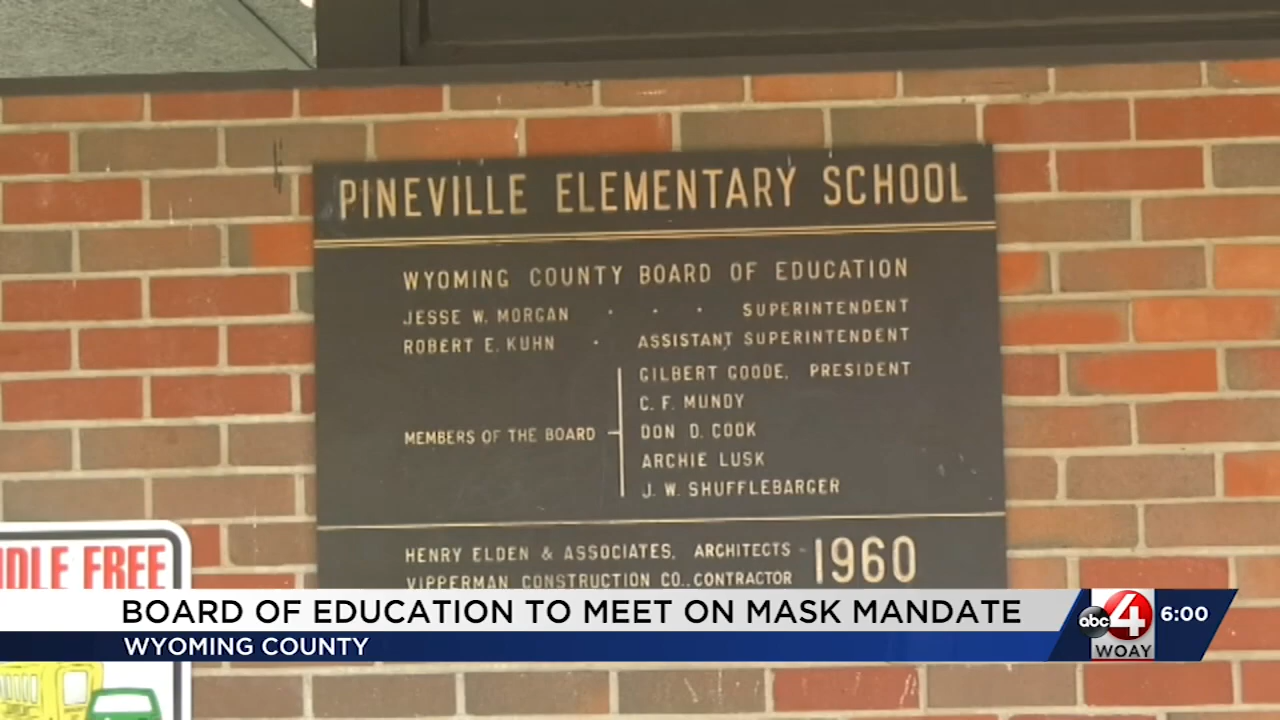 PINEVILLE ELEMENTARY SCHOOL
WYOMING COUNTY BOARD OF EDUCATION
JESSE W. MORGAN . . . SUPERINTENDENT
ROBERT E. KUHN . ASSISTANT SUPERINTENDENT
GILBERT GOODE, PRESIDENT
C. F. MUNDY
MEMBERS OF THE BOARD
DON D. COOK
ARCHIE LUSK
J. W. SHUFFLEBARGER
HENRY ELDEN & ASSOCIATES, ARCHITECTS - 1960
VIPPERMAN CONSTRUCTION CO., CONTRACTOR
IDLE FREE
BOARD OF EDUCATION TO MEET ON MASK MANDATE
WYOMING COUNTY
abc 4
WOAY
6:00